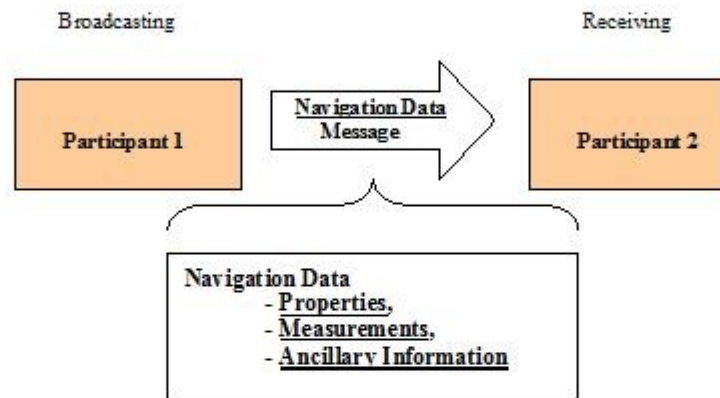 Broadcasting
Receiving
Participant 1
Navigation Data
Message
Participant 2
Navigation Data
- Properties,
- Measurements,
- Ancillary Information